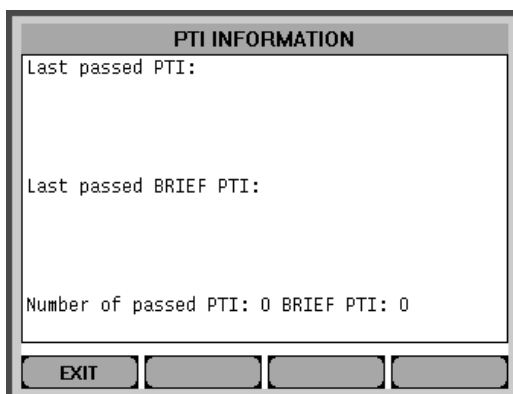 PTI INFORMATION
Last passed PTI:
Last passed BRIEF PTI:
Number of passed PTI: 0 BRIEF PTI: 0
EXIT